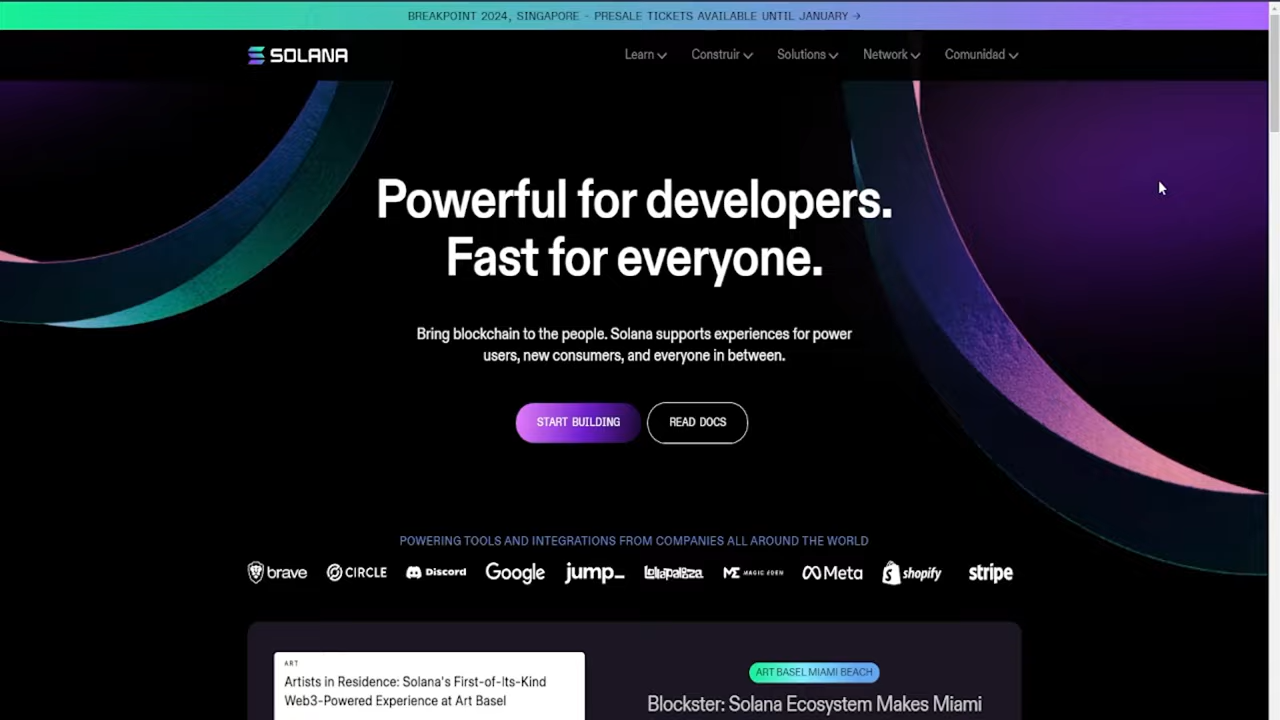 BREAKPOINT 2024, SINGAPORE - PRESALE TICKETS AVAILABLE UNTIL JANUARY →
SOLANA Learn Construir Solutions Network Comunidad
Powerful for developers.
Fast for everyone.
Bring blockchain to the people. Solana supports experiences for power
users, new consumers, and everyone in between.
START BUILDING READ DOCS
POWERING TOOLS AND INTEGRATIONS FROM COMPANIES ALL AROUND THE WORLD
brave CIRCLE Discord Google jump_ Lollapalooza MAGIC EDEN Meta shopify stripe
ART
Artists in Residence: Solana's First-of-Its-Kind
Web3-Powered Experience at Art Basel
ART BASEL MIAMI BEACH
Blockster: Solana Ecosystem Makes Miami